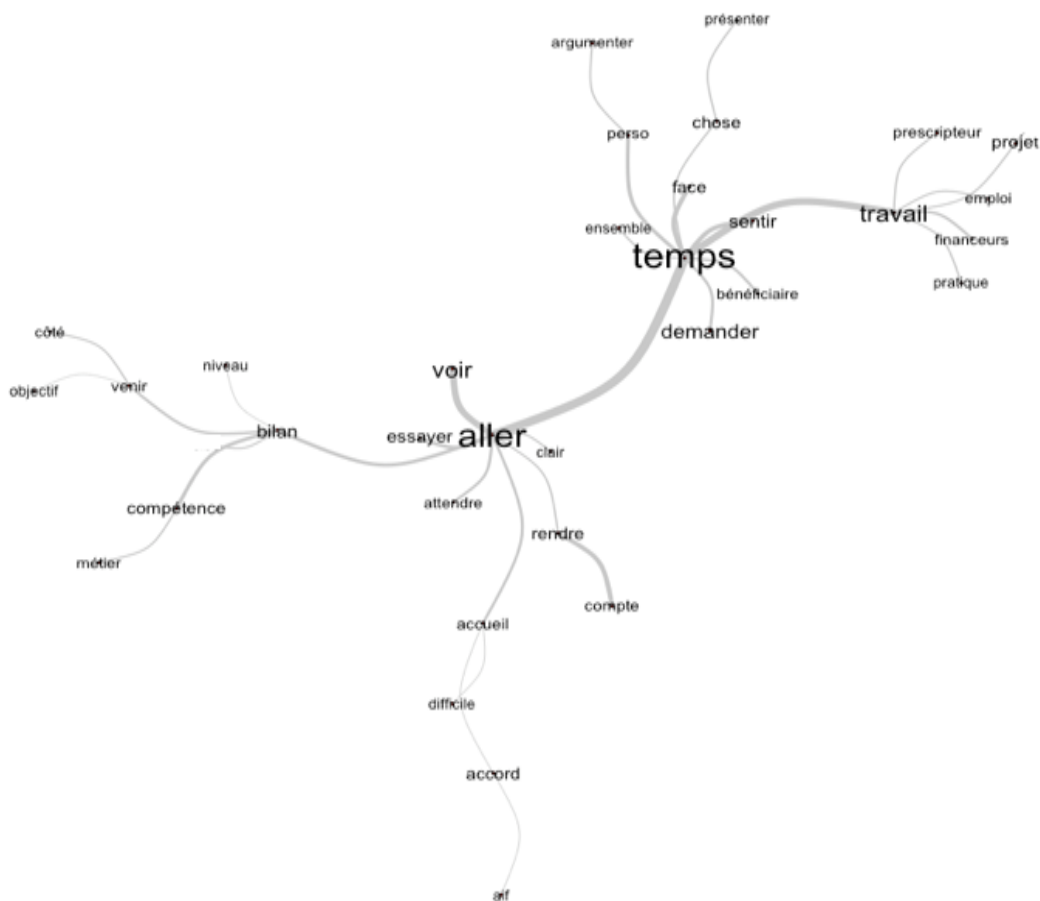 présenter
argumenter
chose
perso
prescripteur
projet
face
emploi
travail
sentir
ensemble
financeurs
temps
pratique
bénéficiaire
demander
côté
niveau
voir
objectif
venir
bilan
essayer
aller
clair
attendre
compétence
rendre
métier
compte
accueil
difficile
accord
aif